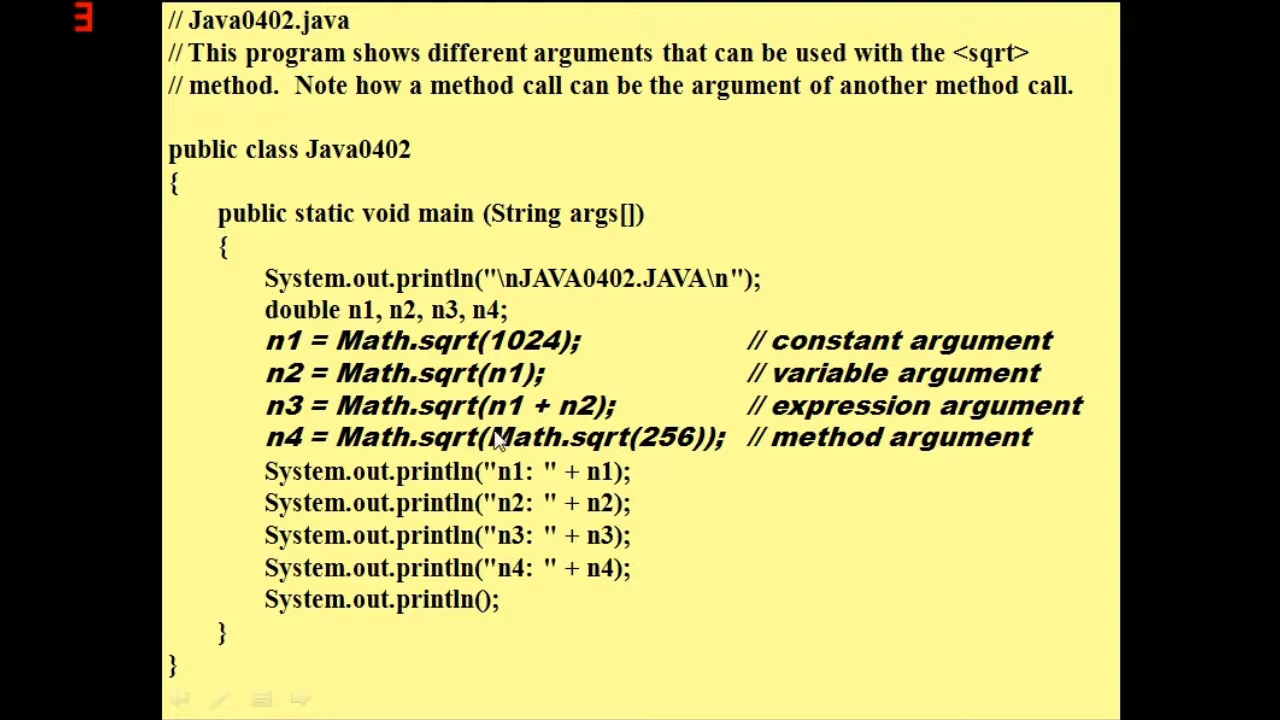 3
// Java0402.java
// This program shows different arguments that can be used with the <sqrt>
// method.  Note how a method call can be the argument of another method call.
public class Java0402
{
public static void main (String args[])
{
System.out.println("\nJAVA0402.JAVA\n");
double n1, n2, n3, n4;
n1 = Math.sqrt(1024); // constant argument
n2 = Math.sqrt(n1); // variable argument
n3 = Math.sqrt(n1 + n2); // expression argument
n4 = Math.sqrt(Math.sqrt(256)); // method argument
System.out.println("n1: " + n1);
System.out.println("n2: " + n2);
System.out.println("n3: " + n3);
System.out.println("n4: " + n4);
System.out.println();
}
}